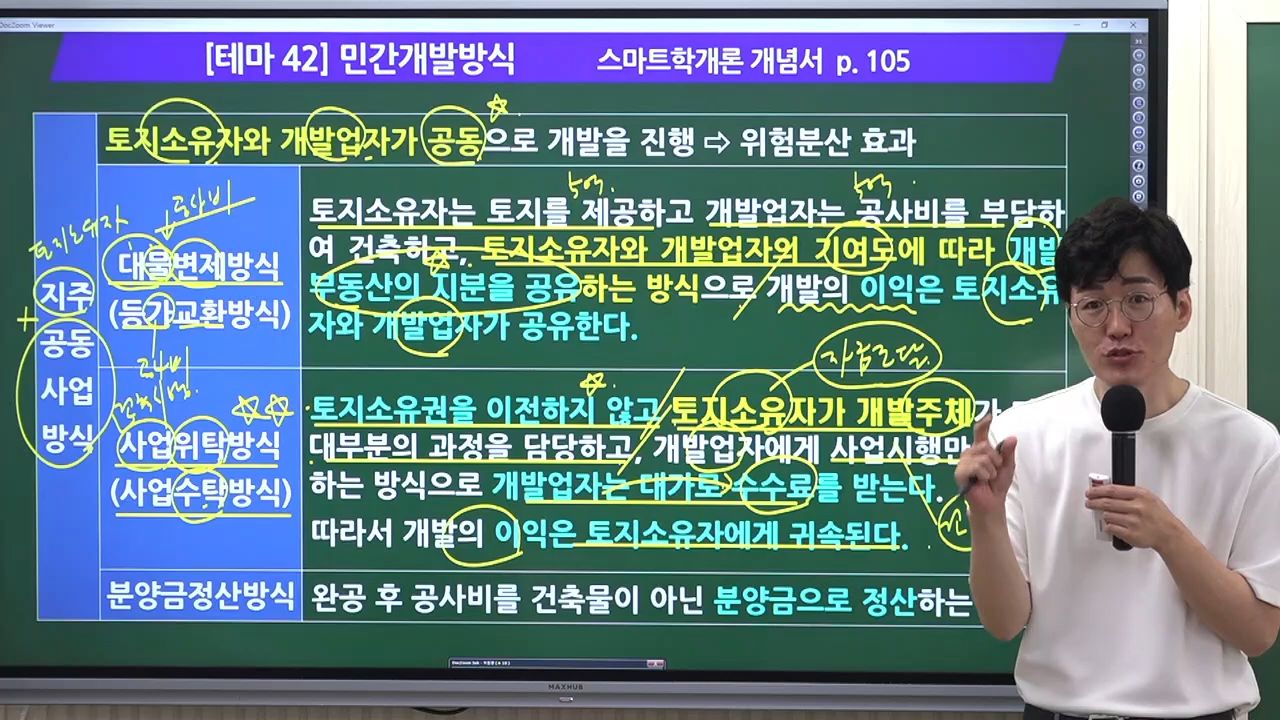 DocZoom Viewer
[테마 42] 민간개발방식 스마트학개론 개념서 p. 105
토지소유자와 개발업자가 공동으로 개발을 진행 ⇨ 위험분산 효과
공사비
토지소유자
5억.
5억.
지주
+
공동
사업
방식
대물변제방식
(등가교환방식)
토지소유자는 토지를 제공하고 개발업자는 공사비를 부담하
여 건축하고, 토지소유자와 개발업자의 기여도에 따라 개발
부동산의 지분을 공유하는 방식으로 개발의 이익은 토지소유
자와 개발업자가 공유한다.
자금조달.
사업위탁방식
(사업수탁방식)
토지소유권을 이전하지 않고 토지소유자가 개발주체가
대부분의 과정을 담당하고, 개발업자에게 사업시행만
하는 방식으로 개발업자는 대가로 수수료를 받는다.
따라서 개발의 이익은 토지소유자에게 귀속된다.
분양금정산방식
완공 후 공사비를 건축물이 아닌 분양금으로 정산하는
MAXHUB